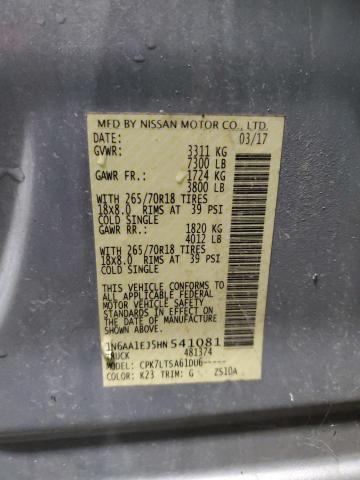 MFD BY NISSAN MOTOR CO., LTD.
DATE: 03/17
GVWR: 3311 KG
7300 LB
GAWR FR.: 1724 KG
3800 LB
WITH 265/70R18 TIRES
18x8.0 RIMS AT 39 PSI
COLD SINGLE
GAWR RR.: 1820 KG
4012 LB
WITH 265/70R18 TIRES
18x8.0 RIMS AT 39 PSI
COLD SINGLE
THIS VEHICLE CONFORMS TO
ALL APPLICABLE FEDERAL
MOTOR VEHICLE SAFETY
STANDARDS IN EFFECT ON THE
DATE OF MANUFACTURE
SHOWN ABOVE.
1N6AA1EJ5HN541081
TRUCK 481374
MODEL: CPK7LTSA61DU6-----
COLOR: K23 TRIM: G ZS10A